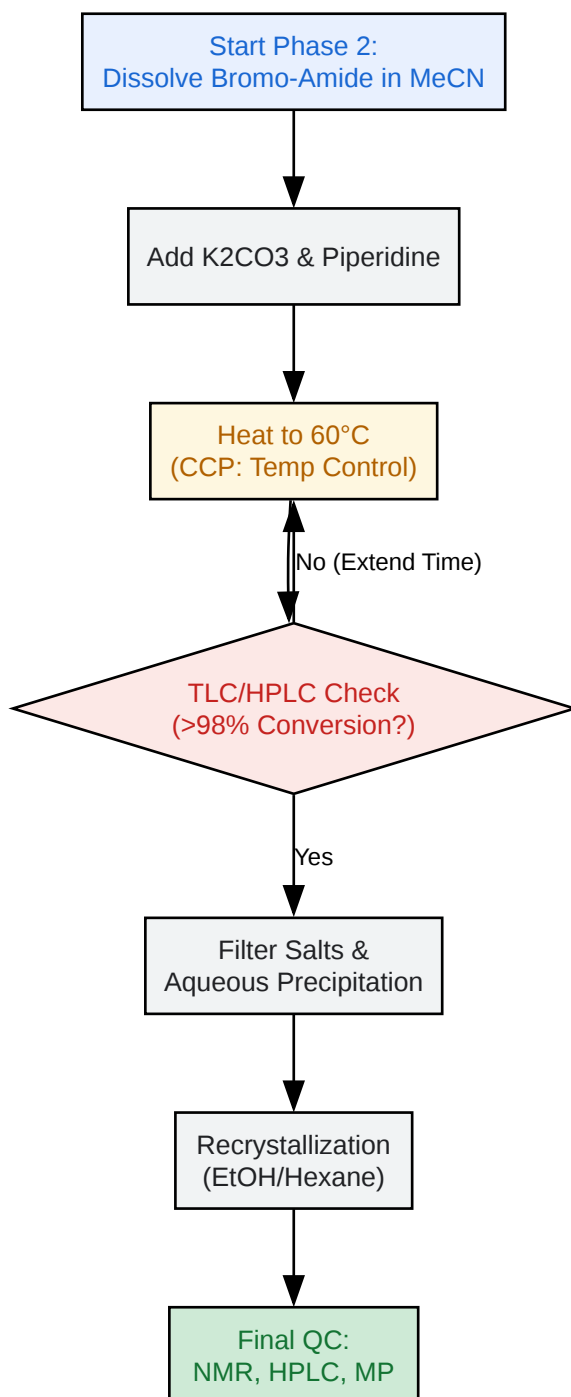 Start Phase 2:
Dissolve Bromo-Amide in MeCN
Add K2CO3 & Piperidine
Heat to 60°C
(CCP: Temp Control)
No (Extend Time)
TLC/HPLC Check
(>98% Conversion?)
Yes
Filter Salts &
Aqueous Precipitation
Recrystallization
(EtOH/Hexane)
Final QC:
NMR, HPLC, MP